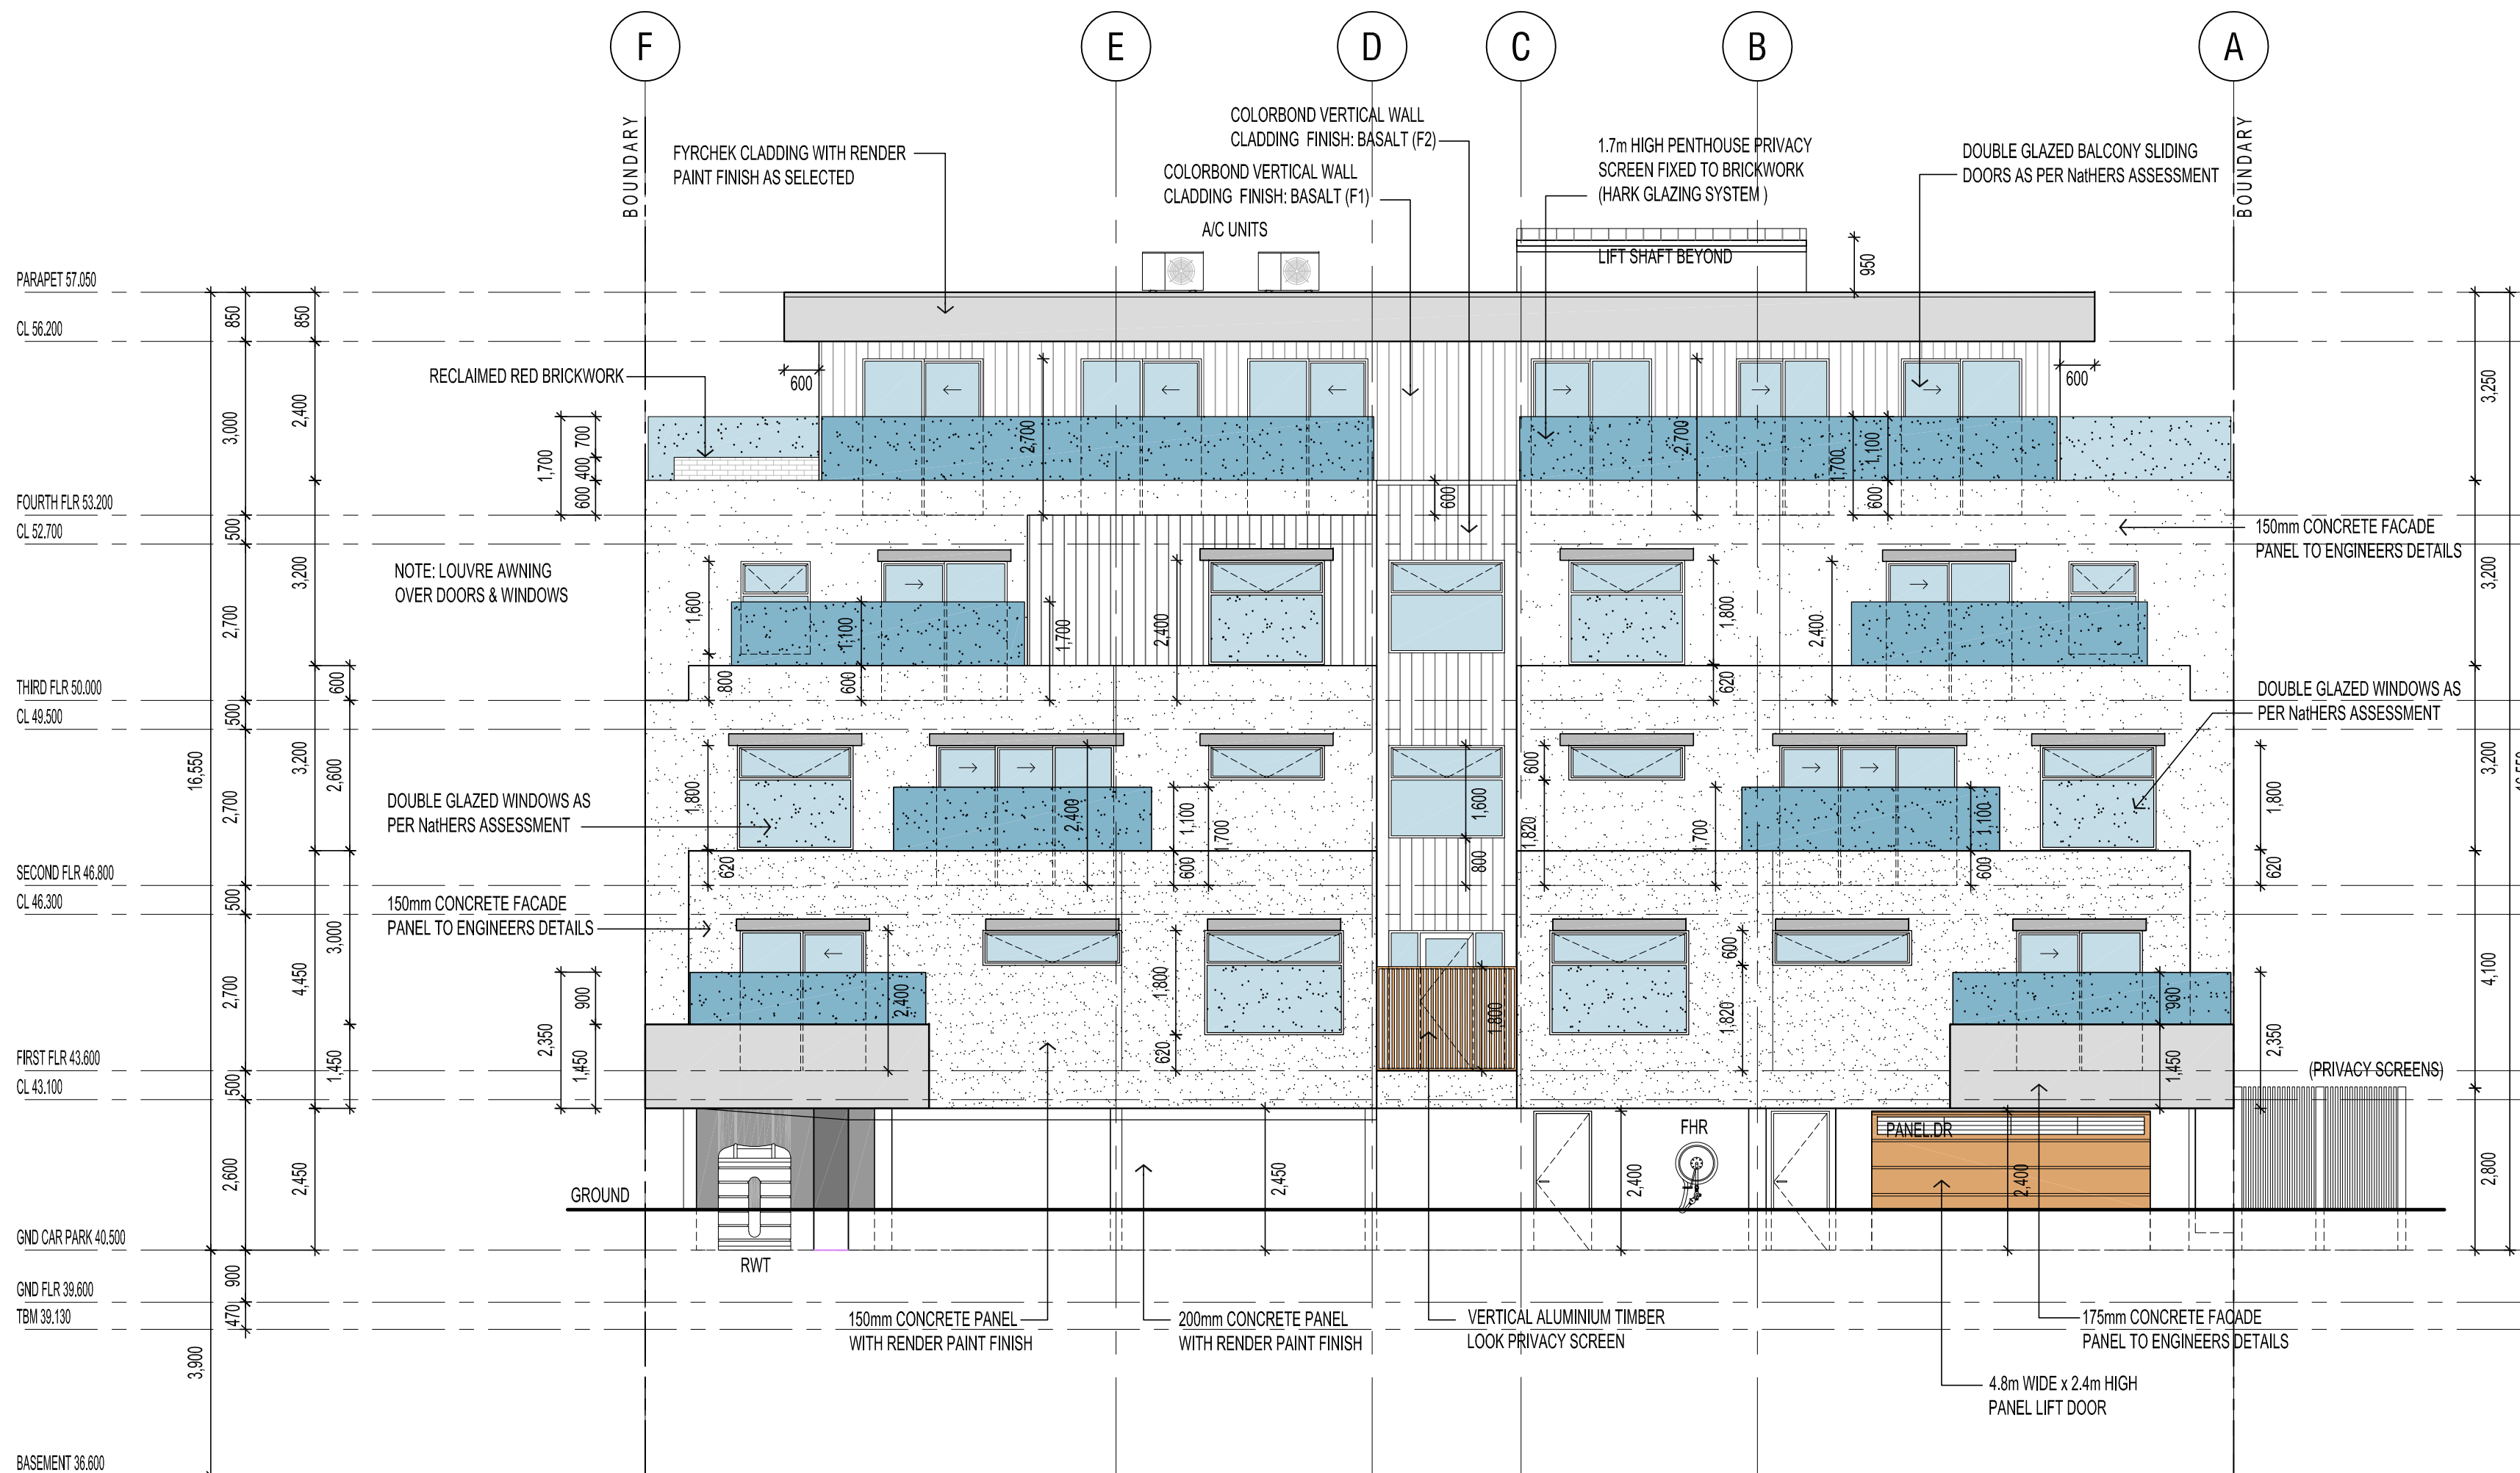 F
E
D
C
B
A
BOUNDARY
BOUNDARY
FYRCHEK CLADDING WITH RENDER
PAINT FINISH AS SELECTED
COLORBOND VERTICAL WALL
CLADDING FINISH: BASALT (F2)
COLORBOND VERTICAL WALL
CLADDING FINISH: BASALT (F1)
A/C UNITS
1.7m HIGH PENTHOUSE PRIVACY
SCREEN FIXED TO BRICKWORK
(HARK GLAZING SYSTEM )
DOUBLE GLAZED BALCONY SLIDING
DOORS AS PER NatHERS ASSESSMENT
LIFT SHAFT BEYOND
950
PARAPET 57.050
850
850
CL 56.200
RECLAIMED RED BRICKWORK
600
600
3,000
2,400
1,700
700
400
600
2,700
2,700
1,700
1,100
600
3,250
FOURTH FLR 53.200
500
CL 52.700
600
150mm CONCRETE FACADE
PANEL TO ENGINEERS DETAILS
NOTE: LOUVRE AWNING
OVER DOORS & WINDOWS
2,700
3,200
1,600
800
1,100
600
1,700
2,400
1,800
620
2,400
3,200
THIRD FLR 50.000
500
CL 49.500
600
DOUBLE GLAZED WINDOWS AS
PER NatHERS ASSESSMENT
16,550
2,700
3,200
2,600
DOUBLE GLAZED WINDOWS AS
PER NatHERS ASSESSMENT
1,800
620
2,400
1,100
600
1,700
1,600
800
600
1,820
1,700
1,100
600
1,800
620
3,200
SECOND FLR 46.800
500
CL 46.300
150mm CONCRETE FACADE
PANEL TO ENGINEERS DETAILS
2,700
4,450
3,000
1,450
2,350
900
1,450
2,400
1,800
620
1,800
600
1,820
900
1,450
2,350
4,100
FIRST FLR 43.600
500
CL 43.100
(PRIVACY SCREENS)
2,600
2,450
GROUND
2,450
2,400
FHR
PANEL.DR
2,400
2,800
GND CAR PARK 40.500
RWT
900
GND FLR 39.600
470
TBM 39.130
3,900
150mm CONCRETE PANEL
WITH RENDER PAINT FINISH
200mm CONCRETE PANEL
WITH RENDER PAINT FINISH
VERTICAL ALUMINIUM TIMBER
LOOK PRIVACY SCREEN
175mm CONCRETE FACADE
PANEL TO ENGINEERS DETAILS
4.8m WIDE x 2.4m HIGH
PANEL LIFT DOOR
BASEMENT 36.600